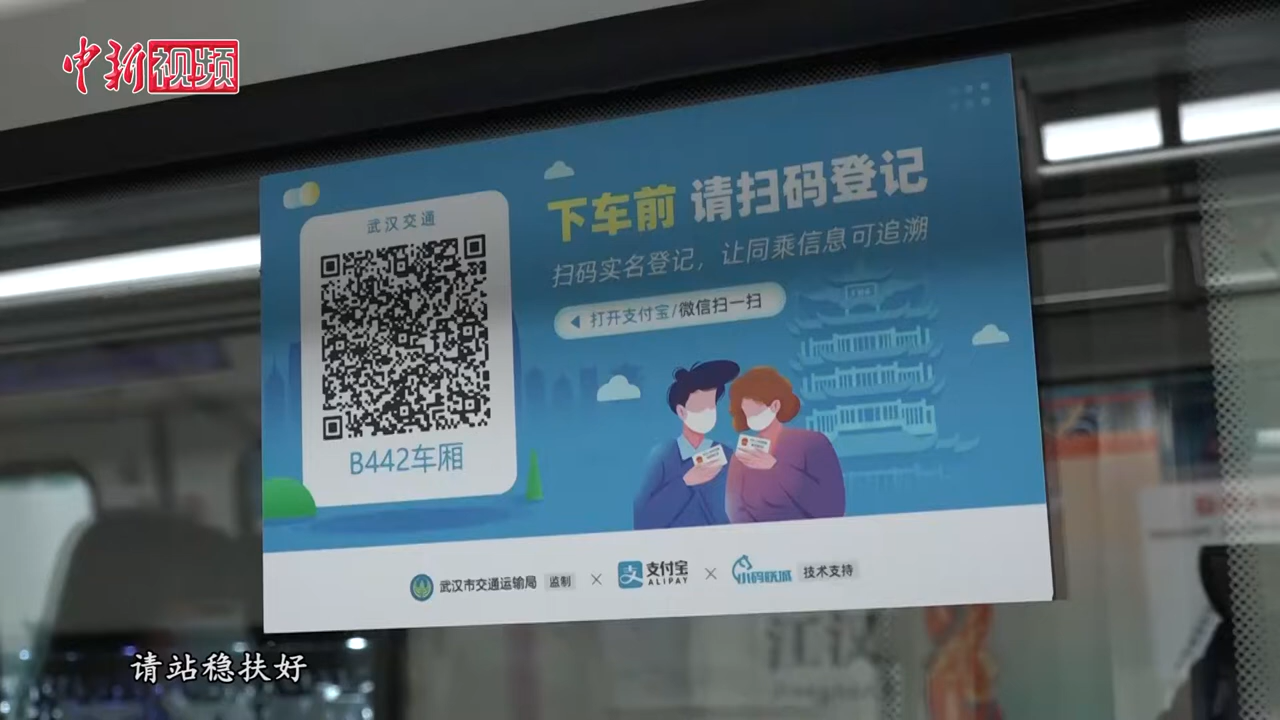 中新视频
武汉交通
B442车厢
下车前 请扫码登记
扫码实名登记，让同乘信息可追溯
打开支付宝/微信扫一扫
武汉市交通运输局 监制 × 支付宝 ALIPAY × 小码联城 技术支持
江汉
请站稳扶好